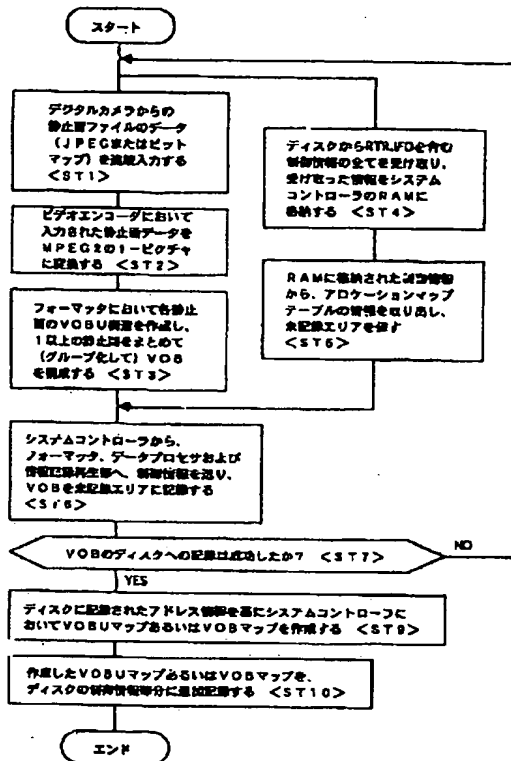 スタート
デジタルカメラからの
静止画ファイルのデータ
(JPEGまたはビット
マップ)を連続入力する
<ST1>
ビデオエンコーダにおいて
入力された静止画データを
MPEG2の1-ピクチャ
に変換する <ST2>
フォーマッタにおいて各静止
画のVOBU構造を作成し、
1以上の静止画をまとめて
(グループ化して)VOB
を構成する <ST3>
ディスクからRTR.IFOを含む
制御情報の全てを受け取り、
受け取った情報をシステム
コントローラのRAMに
格納する <ST4>
RAMに格納された制御情報
から、アロケーションマップ
テーブルの情報を取り出し、
未記録エリアを探す
<ST5>
システムコントローラから、
フォーマッタ、データプロセサおよび
情報記録再生部へ、制御情報を送り、
VOBを未記録エリアに記録する
<ST6>
VOBのディスクへの記録は成功したか? <ST7>
NO
YES
ディスクに記録されたアドレス情報を基にシステムコントローラに
おいてVOBUマップあるいはVOBマップを作成する <ST9>
作成したVOBUマップあるいはVOBマップを、
ディスクの制御情報部分に追加記録する <ST10>
エンド